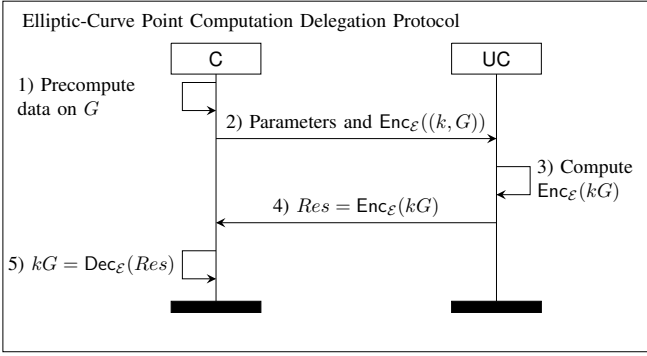 Elliptic-Curve Point Computation Delegation Protocol
C
UC
1) Precompute
data on G
2) Parameters and Enc_ℰ((k, G))
3) Compute
Enc_ℰ(kG)
4) Res = Enc_ℰ(kG)
5) kG = Dec_ℰ(Res)